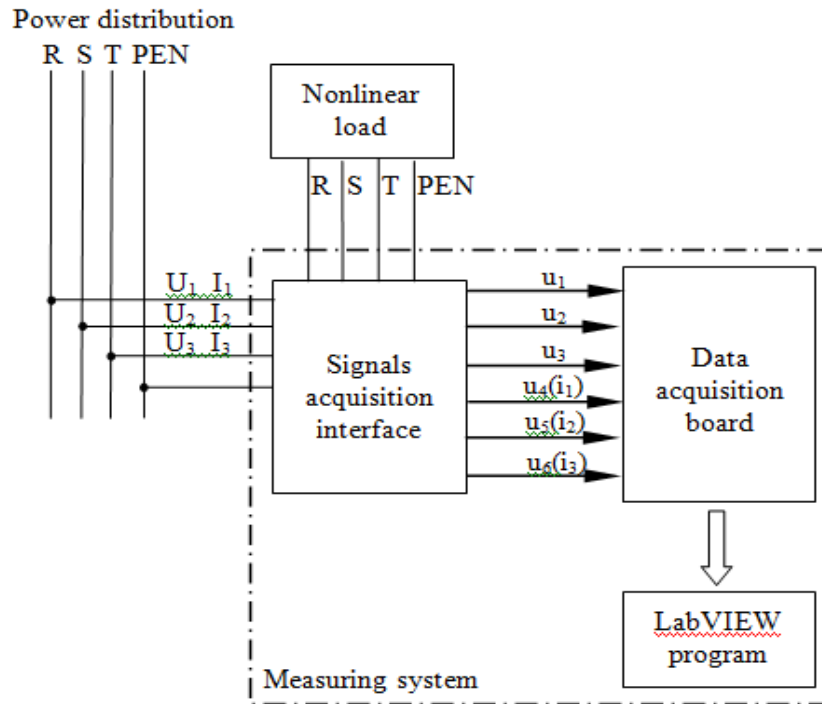 Power distribution
R S T PEN
Nonlinear
load
R S T PEN
U₁ I₁
U₂ I₂
U₃ I₃
Signals
acquisition
interface
u₁
u₂
u₃
u₄(i₁)
u₅(i₂)
u₆(i₃)
Data
acquisition
board
LabVIEW
program
Measuring system